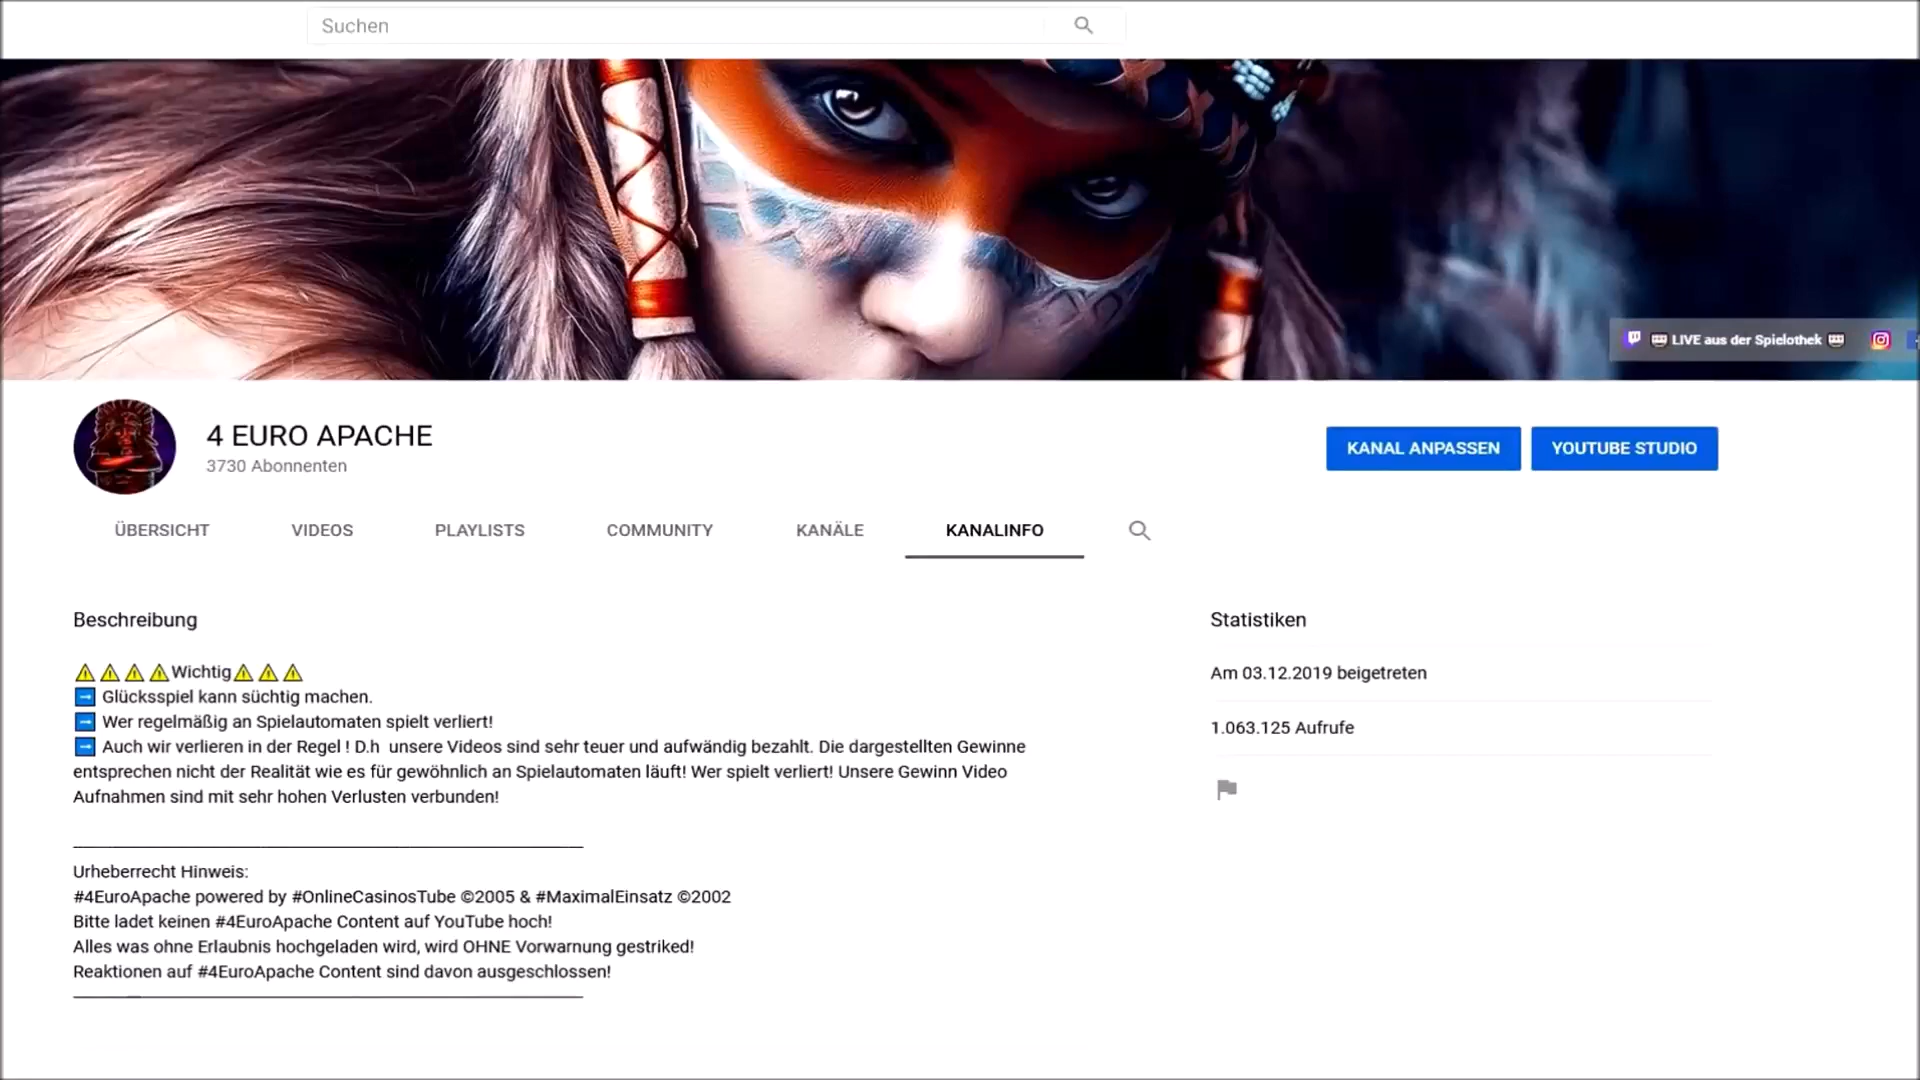 Suchen
LIVE aus der Spielothek
4 EURO APACHE
3730 Abonnenten
KANAL ANPASSEN
YOUTUBE STUDIO
ÜBERSICHT
VIDEOS
PLAYLISTS
COMMUNITY
KANÄLE
KANALINFO
Beschreibung
⚠⚠⚠⚠Wichtig⚠⚠⚠
➡ Glücksspiel kann süchtig machen.
➡ Wer regelmäßig an Spielautomaten spielt verliert!
➡ Auch wir verlieren in der Regel ! D.h  unsere Videos sind sehr teuer und aufwändig bezahlt. Die dargestellten Gewinne
entsprechen nicht der Realität wie es für gewöhnlich an Spielautomaten läuft! Wer spielt verliert! Unsere Gewinn Video
Aufnahmen sind mit sehr hohen Verlusten verbunden!
Urheberrecht Hinweis:
#4EuroApache powered by #OnlineCasinosTube ©2005 & #MaximalEinsatz ©2002
Bitte ladet keinen #4EuroApache Content auf YouTube hoch!
Alles was ohne Erlaubnis hochgeladen wird, wird OHNE Vorwarnung gestriked!
Reaktionen auf #4EuroApache Content sind davon ausgeschlossen!
Statistiken
Am 03.12.2019 beigetreten
1.063.125 Aufrufe